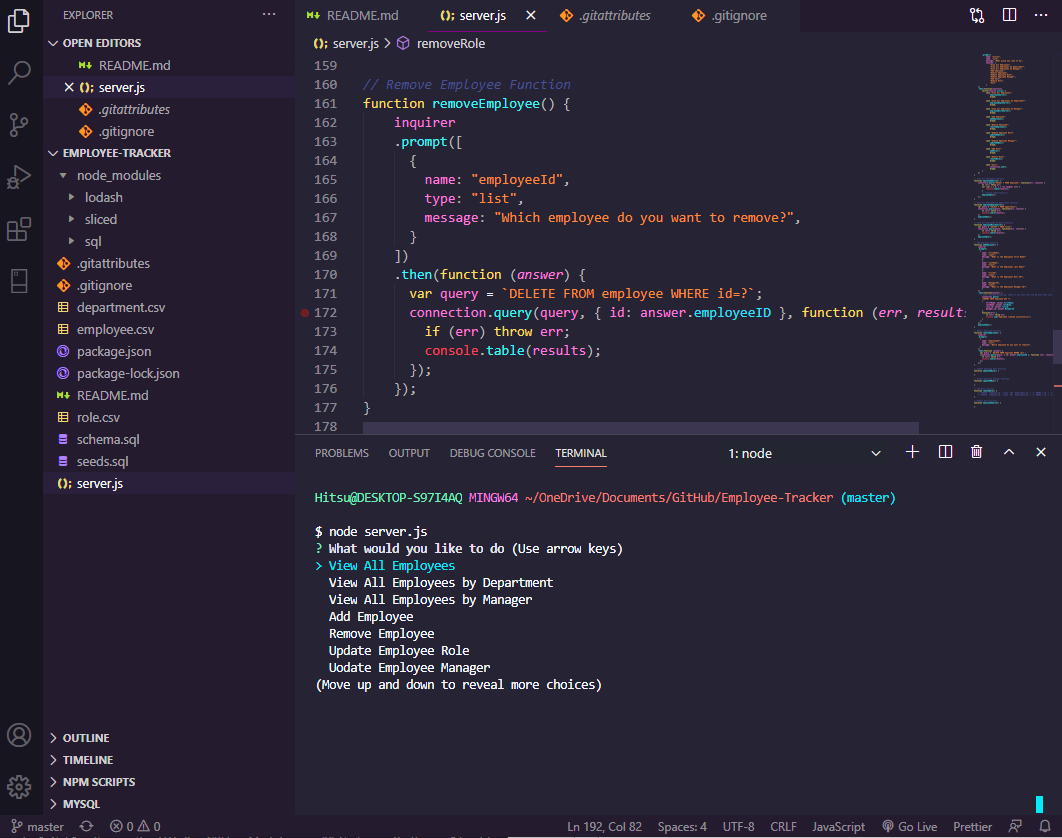 EXPLORER
OPEN EDITORS
README.md
server.js
.gitattributes
.gitignore
EMPLOYEE-TRACKER
node_modules
lodash
sliced
sql
.gitattributes
.gitignore
department.csv
employee.csv
package.json
package-lock.json
README.md
role.csv
schema.sql
seeds.sql
server.js
OUTLINE
TIMELINE
NPM SCRIPTS
MYSQL
README.md server.js .gitattributes .gitignore
server.js > removeRole
159
160 // Remove Employee Function
161 function removeEmployee() {
162 inquirer
163 .prompt([
164 {
165 name: "employeeId",
166 type: "list",
167 message: "Which employee do you want to remove?",
168 }
169 ])
170 .then(function (answer) {
171 var query = `DELETE FROM employee WHERE id=?`;
172 connection.query(query, { id: answer.employeeID }, function (err, result
173 if (err) throw err;
174 console.table(results);
175 });
176 });
177 }
178
PROBLEMS OUTPUT DEBUG CONSOLE TERMINAL 1: node
Hitsu@DESKTOP-S97I4AQ MINGW64 ~/OneDrive/Documents/GitHub/Employee-Tracker (master)
$ node server.js
? What would you like to do (Use arrow keys)
> View All Employees
View All Employees by Department
View All Employees by Manager
Add Employee
Remove Employee
Update Employee Role
Uodate Employee Manager
(Move up and down to reveal more choices)
master 0 0 Ln 192, Col 82 Spaces: 4 UTF-8 CRLF JavaScript Go Live Prettier